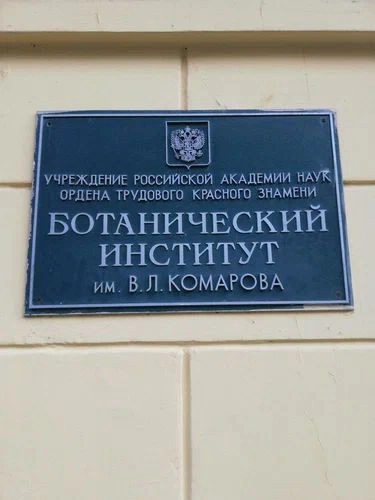 УЧРЕЖДЕНИЕ РОССИЙСКОЙ АКАДЕМИИ НАУК
ОРДЕНА ТРУДОВОГО КРАСНОГО ЗНАМЕНИ
БОТАНИЧЕСКИЙ
ИНСТИТУТ
ИМ. В.Л. КОМАРОВА